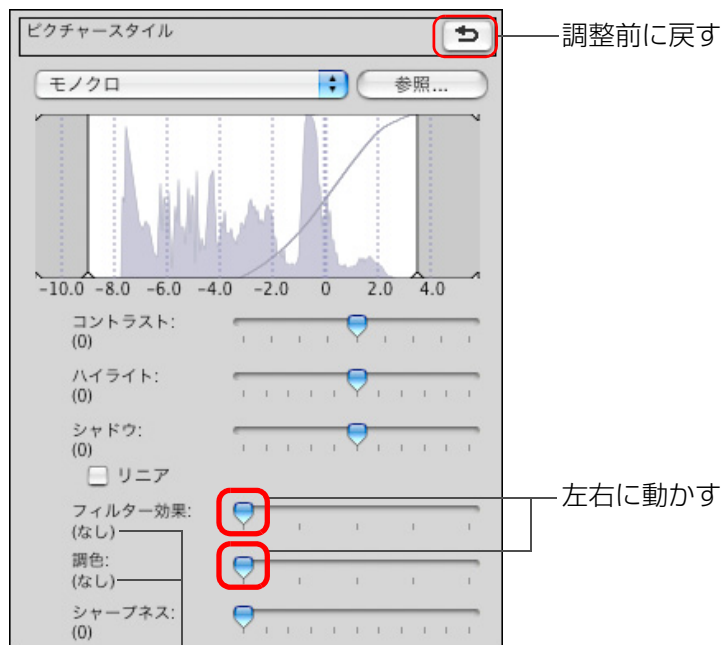 ピクチャースタイル
調整前に戻す
モノクロ
参照...
-10.0 -8.0 -6.0 -4.0 -2.0 0 2.0 4.0
コントラスト:
(0)
ハイライト:
(0)
シャドウ:
(0)
リニア
左右に動かす
フィルター効果:
(なし)
調色:
(なし)
シャープネス:
(0)